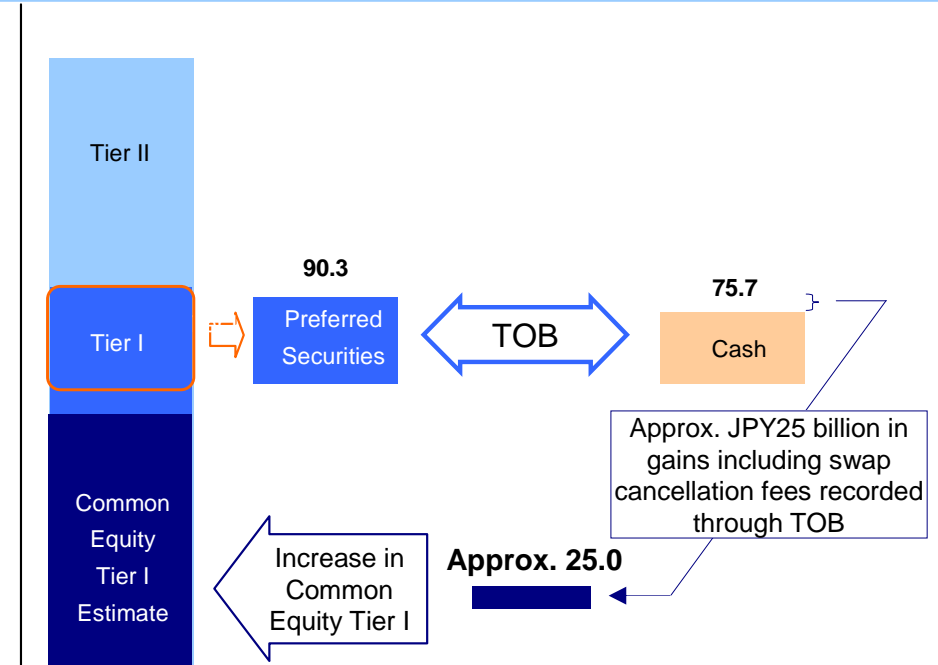 Tier II
90.3
75.7
Tier I
Preferred
Securities
TOB
Cash
Approx. JPY25 billion in
gains including swap
cancellation fees recorded
through TOB
Common
Equity
Tier I
Estimate
Increase in
Common
Equity Tier I
Approx. 25.0